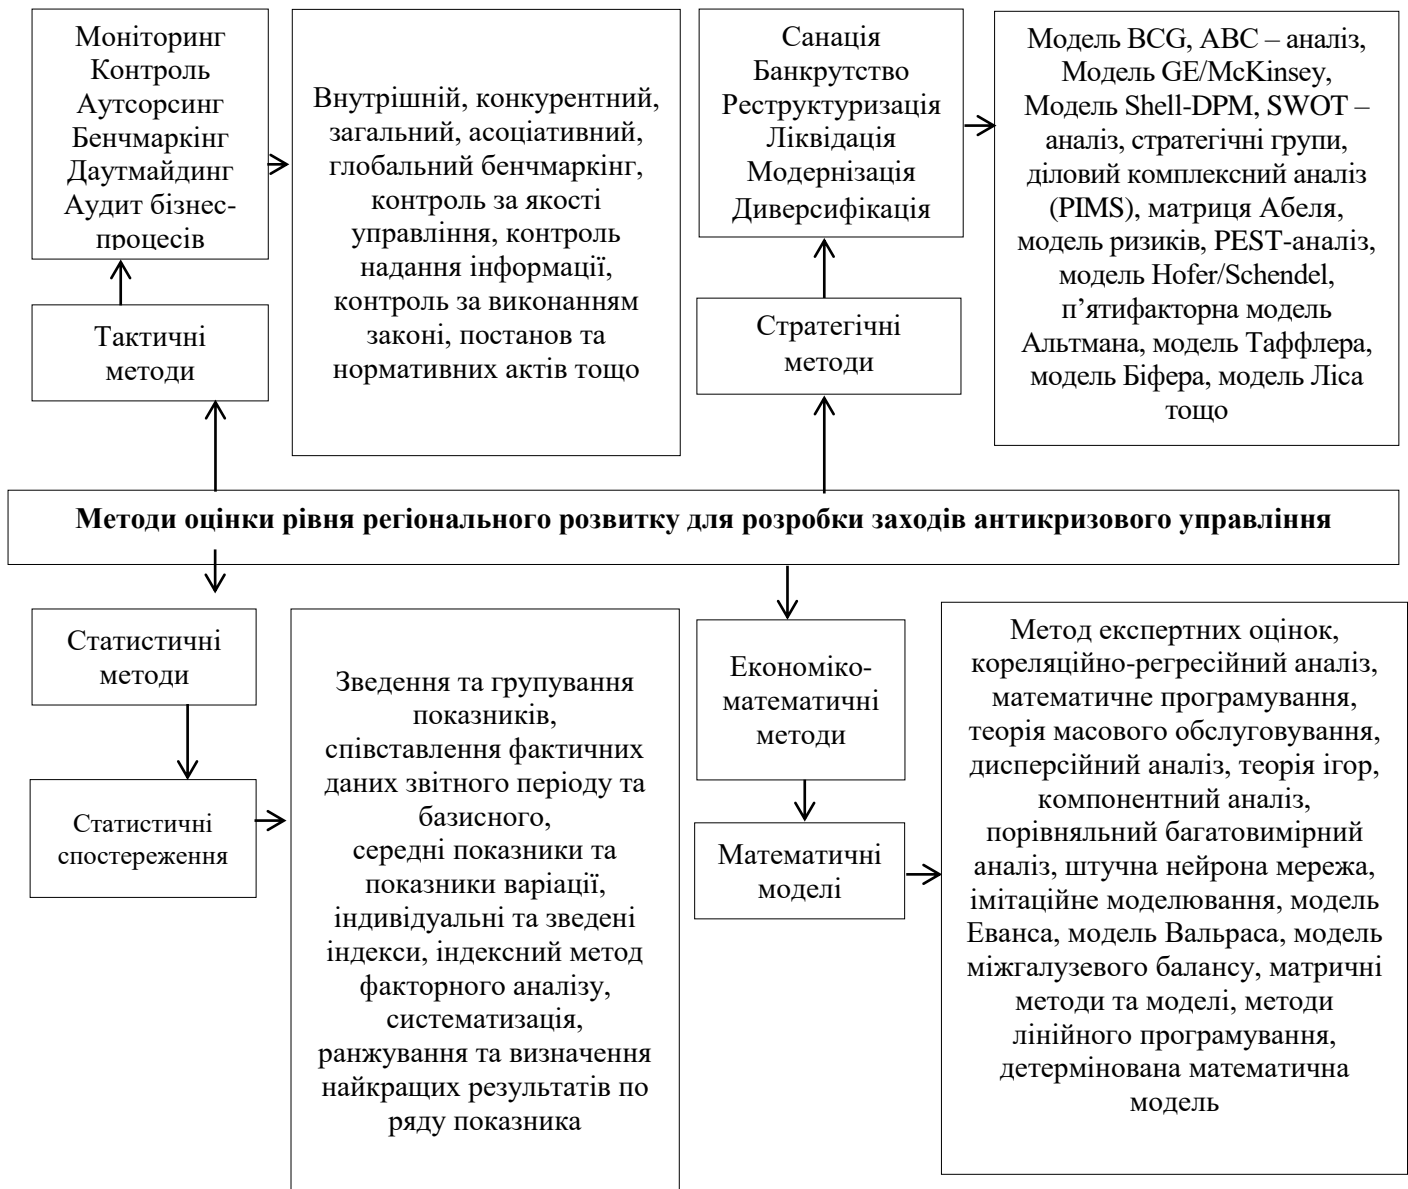 Моніторинг
Контроль
Аутсорсинг
Бенчмаркінг
Даутмайдинг
Аудит бізнес-
процесів
Внутрішній, конкурентний,
загальний, асоціативний,
глобальний бенчмаркінг,
контроль за якості
управління, контроль
надання інформації,
контроль за виконанням
законі, постанов та
нормативних актів тощо
Санація
Банкрутство
Реструктуризація
Ліквідація
Модернізація
Диверсифікація
Модель BCG, ABC – аналіз,
Модель GE/McKinsey,
Модель Shell-DPM, SWOT –
аналіз, стратегічні групи,
діловий комплексний аналіз
(PIMS), матриця Абеля,
модель ризиків, PEST-аналіз,
модель Hofer/Schendel,
п’ятифакторна модель
Альтмана, модель Таффлера,
модель Біфера, модель Ліса
тощо
Тактичні
методи
Стратегічні
методи
Методи оцінки рівня регіонального розвитку для розробки заходів антикризового управління
Статистичні
методи
Статистичні
спостереження
Зведення та групування
показників,
співставлення фактичних
даних звітного періоду та
базисного,
середні показники та
показники варіації,
індивідуальні та зведені
індекси, індексний метод
факторного аналізу,
систематизація,
ранжування та визначення
найкращих результатів по
ряду показника
Економіко-
математичні
методи
Математичні
моделі
Метод експертних оцінок,
кореляційно-регресійний аналіз,
математичне програмування,
теорія масового обслуговування,
дисперсійний аналіз, теорія ігор,
компонентний аналіз,
порівняльний багатовимірний
аналіз, штучна нейрона мережа,
імітаційне моделювання, модель
Еванса, модель Вальраса, модель
міжгалузевого балансу, матричні
методи та моделі, методи
лінійного програмування,
детермінована математична
модель